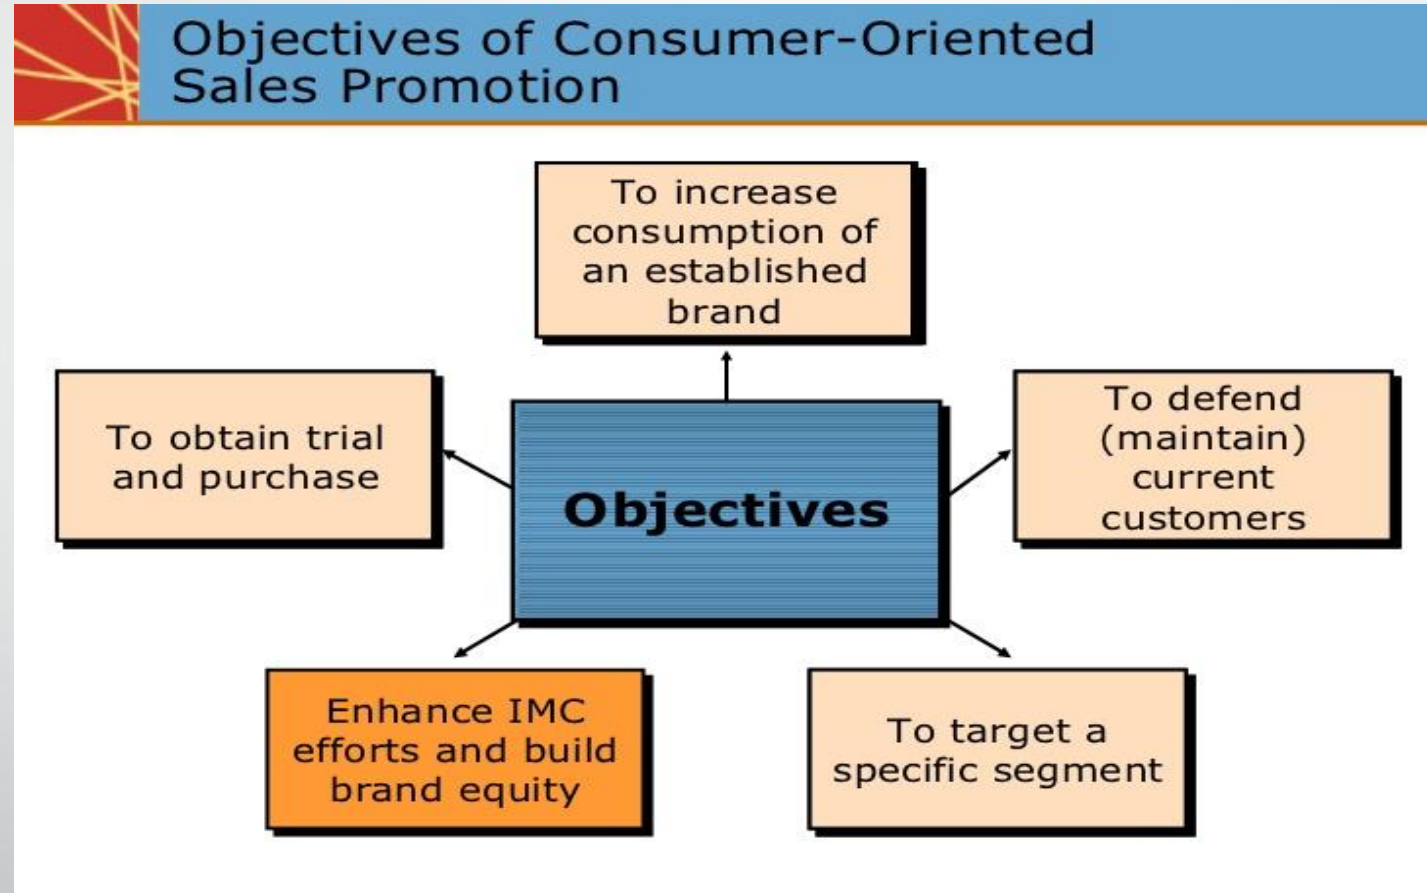 Objectives of Consumer-Oriented
Sales Promotion
To increase
consumption of
an established
brand
To obtain trial
and purchase
Objectives
To defend
(maintain)
current
customers
Enhance IMC
efforts and build
brand equity
To target a
specific segment